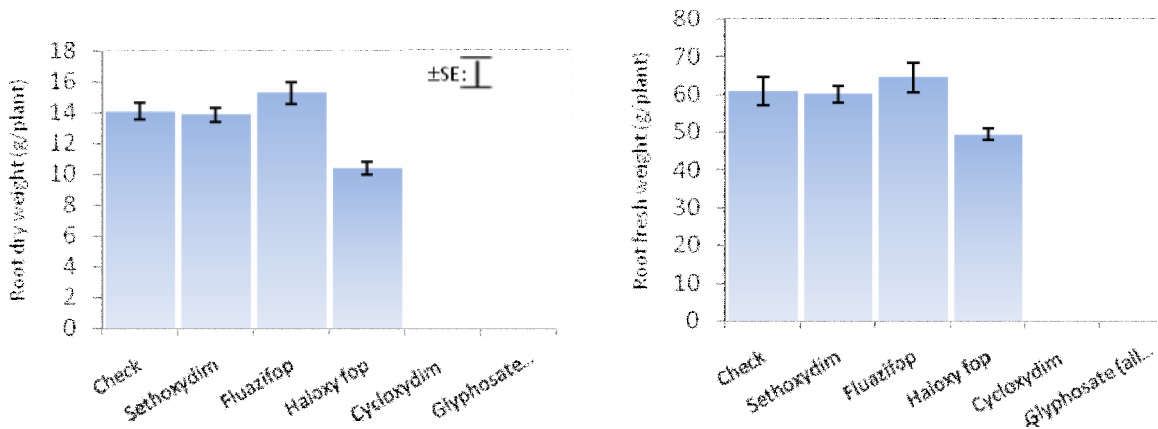 Root dry weight (g/plant)
18
16
14
12
10
8
6
4
2
0
±SE:
Check
Sethoxydim
Fluazifop
Haloxy fop
Cycloxydim
Glyphosate...
Root fresh weight (g/plant)
80
70
60
50
40
30
20
10
0
Check
Sethoxydim
Fluazifop
Haloxy fop
Cycloxydim
Glyphosate (all...